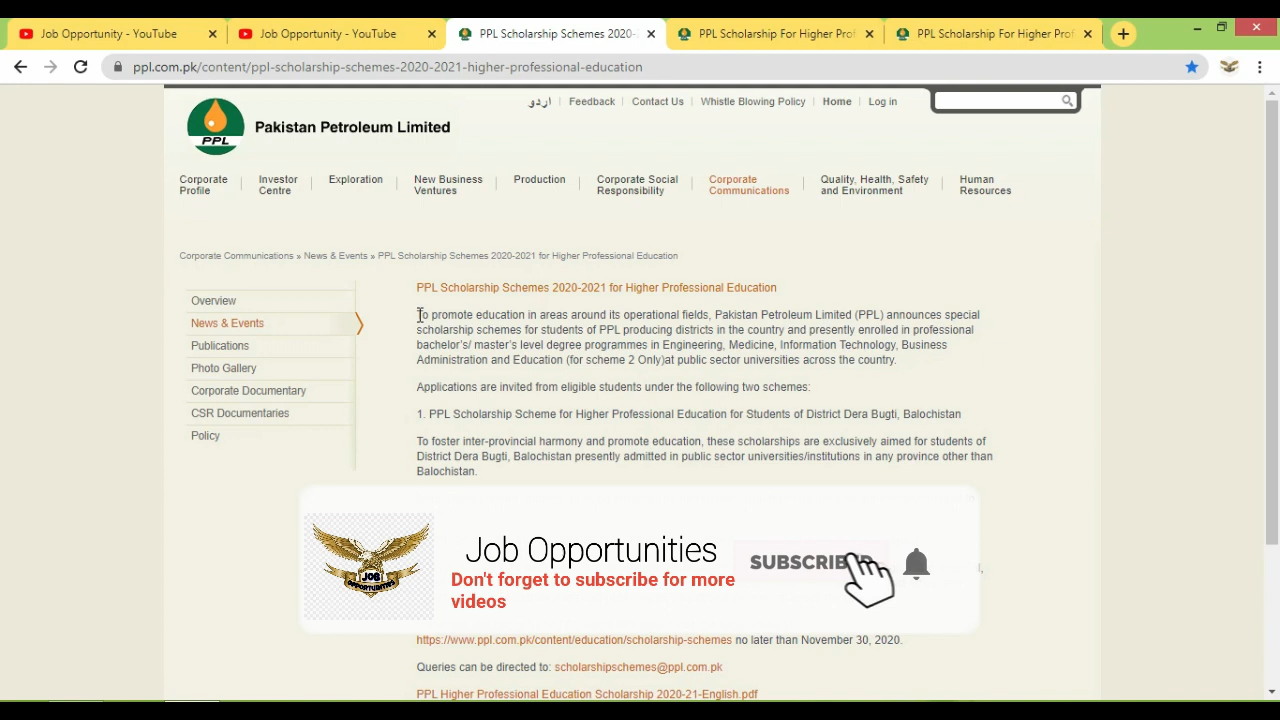 Job Opportunity - YouTube
Job Opportunity - YouTube
PPL Scholarship Schemes 2020-
PPL Scholarship For Higher Prof
PPL Scholarship For Higher Prof
ppl.com.pk/content/ppl-scholarship-schemes-2020-2021-higher-professional-education
اردو
Feedback
Contact Us
Whistle Blowing Policy
Home
Log in
PPL
Pakistan Petroleum Limited
Corporate Profile
Investor Centre
Exploration
New Business Ventures
Production
Corporate Social Responsibility
Corporate Communications
Quality, Health, Safety and Environment
Human Resources
Corporate Communications » News & Events » PPL Scholarship Schemes 2020-2021 for Higher Professional Education
Overview
News & Events
Publications
Photo Gallery
Corporate Documentary
CSR Documentaries
Policy
PPL Scholarship Schemes 2020-2021 for Higher Professional Education
To promote education in areas around its operational fields, Pakistan Petroleum Limited (PPL) announces special
scholarship schemes for students of PPL producing districts in the country and presently enrolled in professional
bachelor's/ master's level degree programmes in Engineering, Medicine, Information Technology, Business
Administration and Education (for scheme 2 Only)at public sector universities across the country.
Applications are invited from eligible students under the following two schemes:
1. PPL Scholarship Scheme for Higher Professional Education for Students of District Dera Bugti, Balochistan
To foster inter-provincial harmony and promote education, these scholarships are exclusively aimed for students of
District Dera Bugti, Balochistan presently admitted in public sector universities/institutions in any province other than
Balochistan.
JOB
OPPORTUNITIES
Job Opportunities
Don't forget to subscribe for more
videos
SUBSCRIBE
https://www.ppl.com.pk/content/education/scholarship-schemes no later than November 30, 2020.
Queries can be directed to: scholarshipschemes@ppl.com.pk
PPL Higher Professional Education Scholarship 2020-21-English.pdf